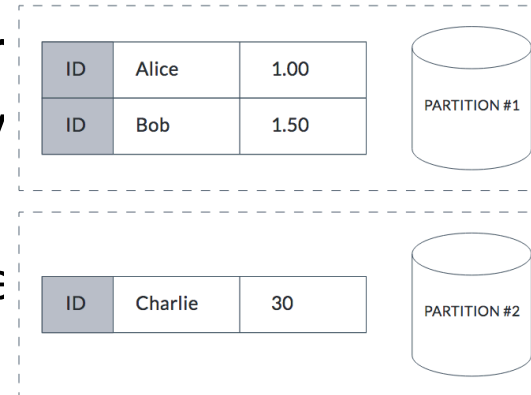 ID Alice 1.00
PARTITION #1
ID Bob 1.50
ID Charlie 30
PARTITION #2